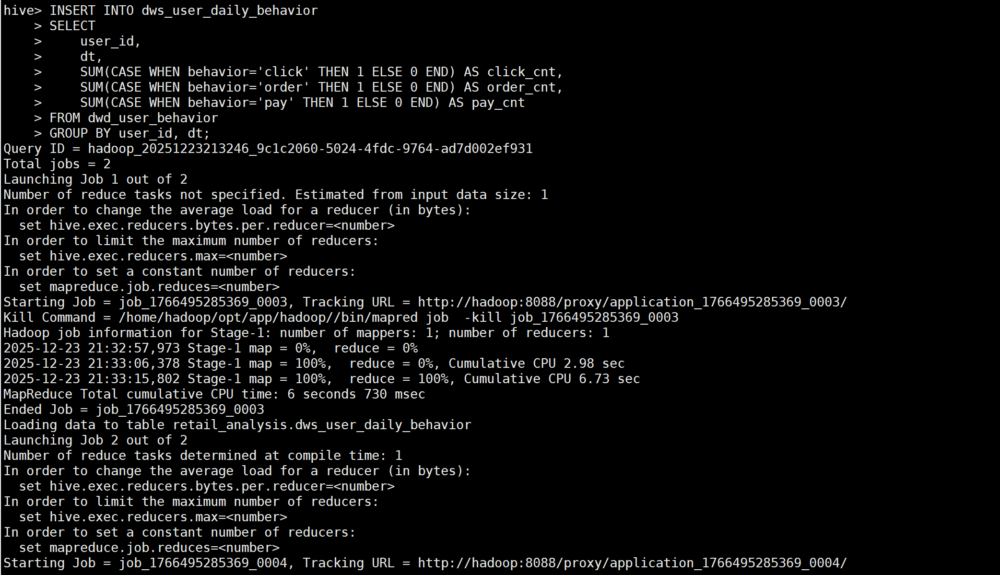 hive> INSERT INTO dws_user_daily_behavior
    > SELECT
    >     user_id,
    >     dt,
    >     SUM(CASE WHEN behavior='click' THEN 1 ELSE 0 END) AS click_cnt,
    >     SUM(CASE WHEN behavior='order' THEN 1 ELSE 0 END) AS order_cnt,
    >     SUM(CASE WHEN behavior='pay' THEN 1 ELSE 0 END) AS pay_cnt
    > FROM dwd_user_behavior
    > GROUP BY user_id, dt;
Query ID = hadoop_20251223213246_9c1c2060-5024-4fdc-9764-ad7d002ef931
Total jobs = 2
Launching Job 1 out of 2
Number of reduce tasks not specified. Estimated from input data size: 1
In order to change the average load for a reducer (in bytes):
  set hive.exec.reducers.bytes.per.reducer=<number>
In order to limit the maximum number of reducers:
  set hive.exec.reducers.max=<number>
In order to set a constant number of reducers:
  set mapreduce.job.reduces=<number>
Starting Job = job_1766495285369_0003, Tracking URL = http://hadoop:8088/proxy/application_1766495285369_0003/
Kill Command = /home/hadoop/opt/app/hadoop//bin/mapred job  -kill job_1766495285369_0003
Hadoop job information for Stage-1: number of mappers: 1; number of reducers: 1
2025-12-23 21:32:57,973 Stage-1 map = 0%,  reduce = 0%
2025-12-23 21:33:06,378 Stage-1 map = 100%,  reduce = 0%, Cumulative CPU 2.98 sec
2025-12-23 21:33:15,802 Stage-1 map = 100%,  reduce = 100%, Cumulative CPU 6.73 sec
MapReduce Total cumulative CPU time: 6 seconds 730 msec
Ended Job = job_1766495285369_0003
Loading data to table retail_analysis.dws_user_daily_behavior
Launching Job 2 out of 2
Number of reduce tasks determined at compile time: 1
In order to change the average load for a reducer (in bytes):
  set hive.exec.reducers.bytes.per.reducer=<number>
In order to limit the maximum number of reducers:
  set hive.exec.reducers.max=<number>
In order to set a constant number of reducers:
  set mapreduce.job.reduces=<number>
Starting Job = job_1766495285369_0004, Tracking URL = http://hadoop:8088/proxy/application_1766495285369_0004/